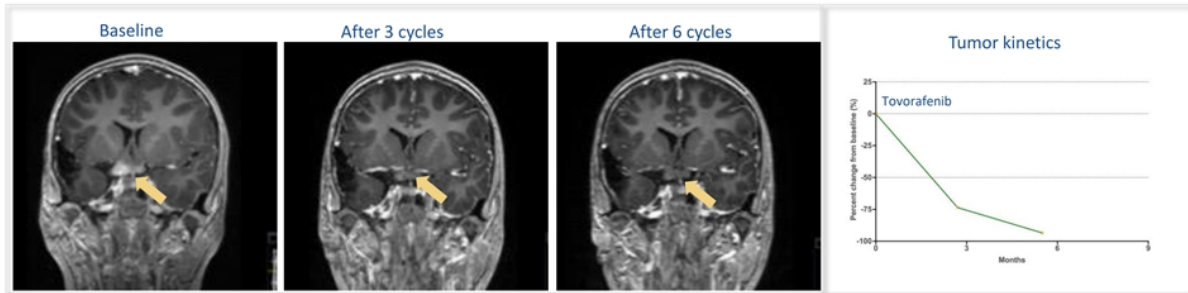 Baseline
After 3 cycles
After 6 cycles
Tumor kinetics
Tovorafenib
Percent change from baseline (%)
25
0
-25
-50
-75
-100
3
6
9
Months